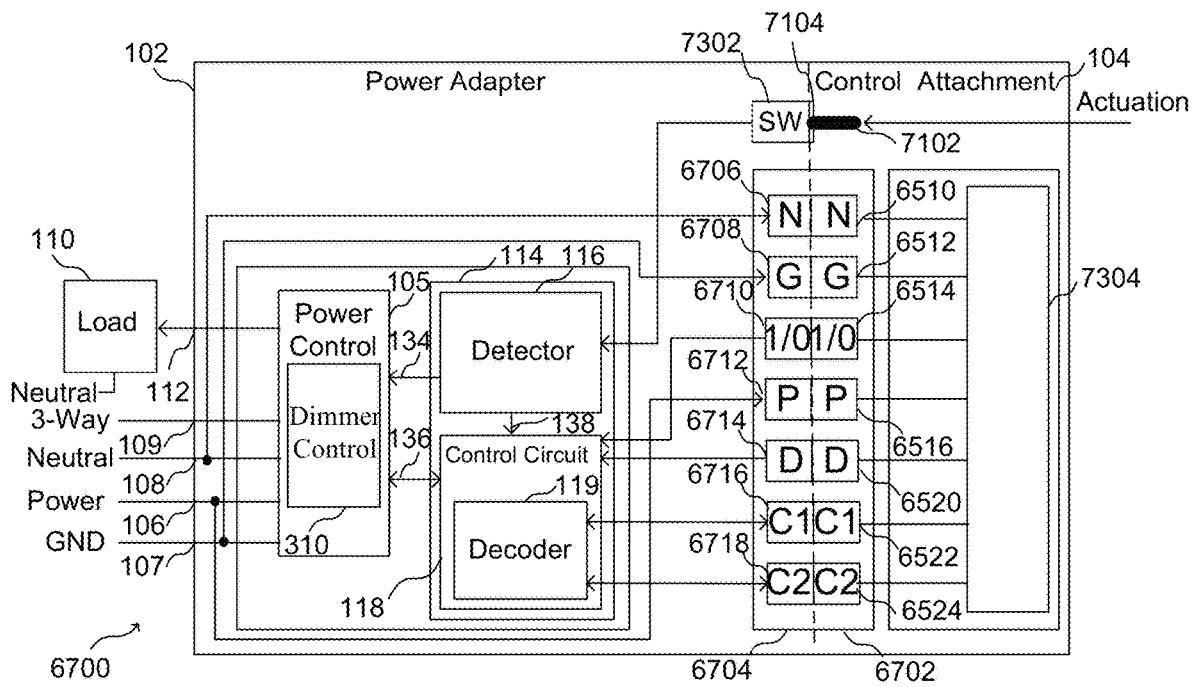 7104
7302
102
104
Power Adapter
Control Attachment
Actuation
SW
7102
6706
N N
6510
6708
G G
6512
110
114 116
6710
1/0 1/0
6514
7304
Load
105
Power
Control
134
Detector
6712
P P
6516
Neutral
112
3-Way
109
Dimmer
Control
136
138
6714
D D
6520
Neutral
108
Control Circuit
6716
C1 C1
6522
Power
106
119
Decoder
6718
C2 C2
6524
GND
107
310
118
6700
6704
6702